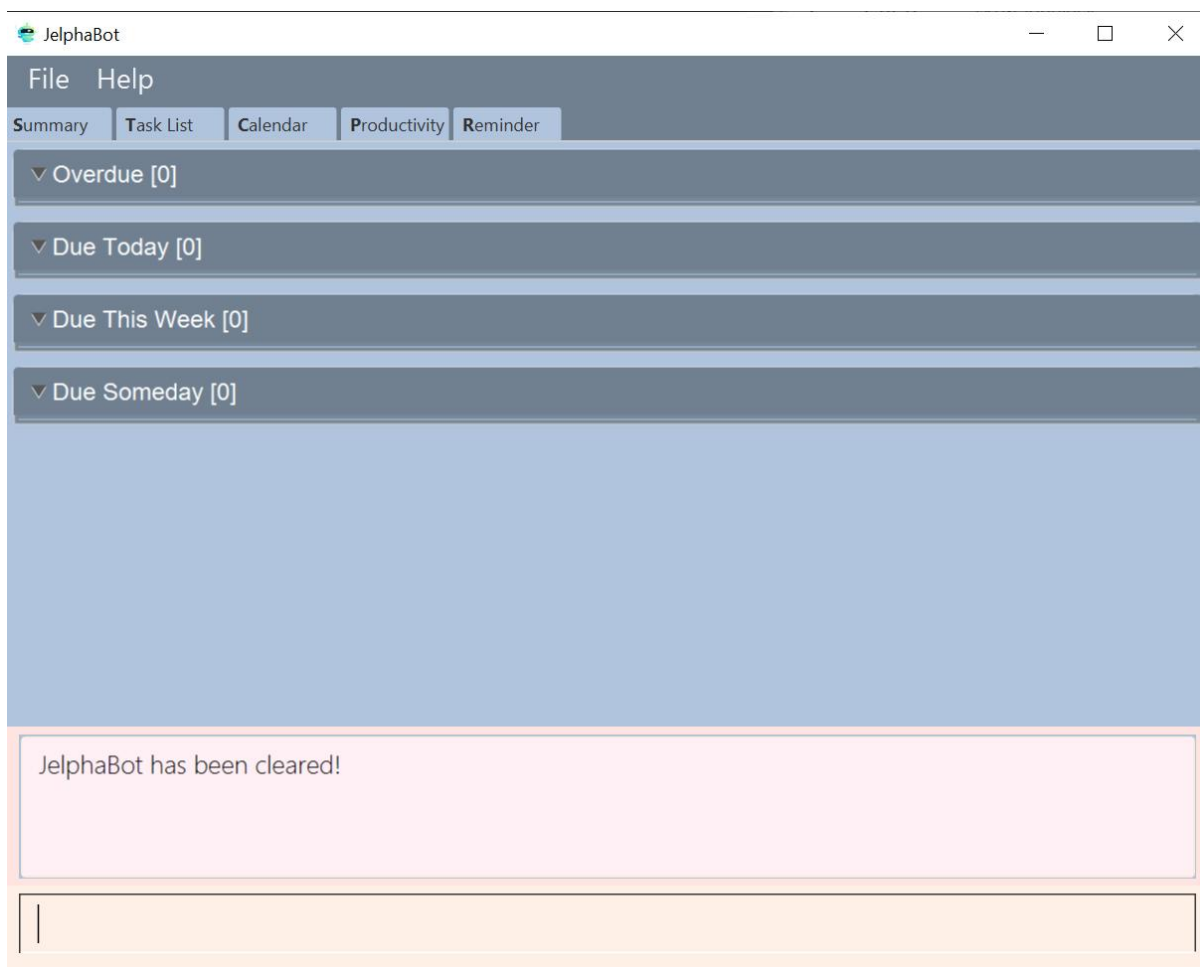 JelphaBot
File Help
Summary Task List Calendar Productivity Reminder
Overdue [0]
Due Today [0]
Due This Week [0]
Due Someday [0]
JelphaBot has been cleared!